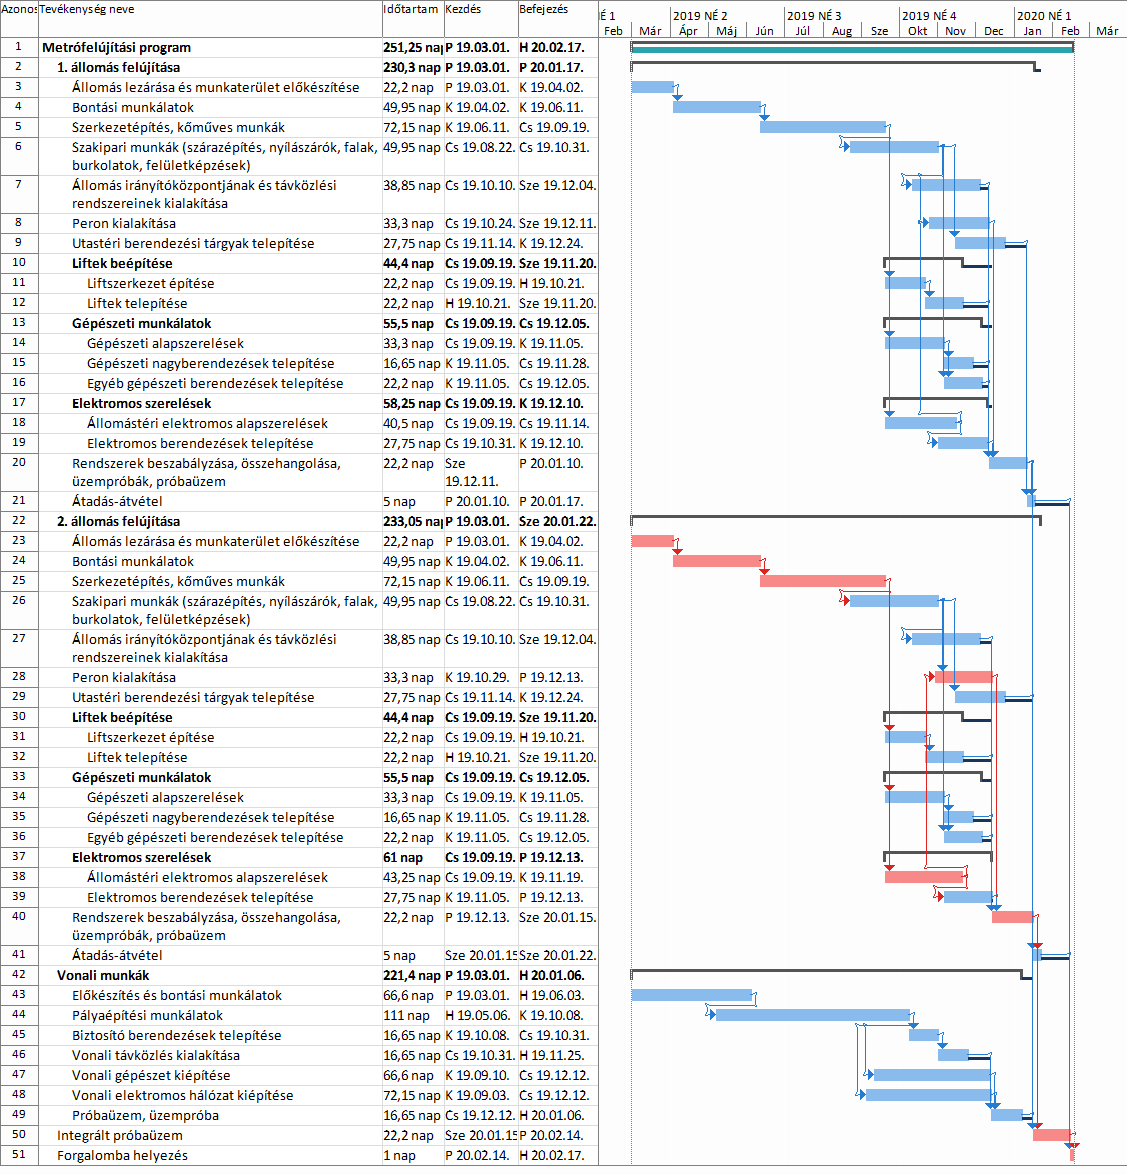 Azonos Tevékenység neve Időtartam Kezdés Befejezés É 1 2019 NÉ 2 2019 NÉ 3 2019 NÉ 4 2020 NÉ 1
Feb Már Ápr Máj Jún Júl Aug Sze Okt Nov Dec Jan Feb Már
1 Metrófelújítási program 251,25 nap P 19.03.01. H 20.02.17.
2 1. állomás felújítása 230,3 nap P 19.03.01. P 20.01.17.
3 Állomás lezárása és munkaterület előkészítése 22,2 nap P 19.03.01. K 19.04.02.
4 Bontási munkálatok 49,95 nap K 19.04.02. K 19.06.11.
5 Szerkezetépítés, kőműves munkák 72,15 nap K 19.06.11. Cs 19.09.19.
6 Szakipari munkák (szárazépítés, nyílászárók, falak, 49,95 nap Cs 19.08.22. Cs 19.10.31.
burkolatok, felületképzések)
7 Állomás irányítóközpontjának és távközlési 38,85 nap Cs 19.10.10. Sze 19.12.04.
rendszereinek kialakítása
8 Peron kialakítása 33,3 nap Cs 19.10.24. Sze 19.12.11.
9 Utastéri berendezési tárgyak telepítése 27,75 nap Cs 19.11.14. K 19.12.24.
10 Liftek beépítése 44,4 nap Cs 19.09.19. Sze 19.11.20.
11 Liftszerkezet építése 22,2 nap Cs 19.09.19. H 19.10.21.
12 Liftek telepítése 22,2 nap H 19.10.21. Sze 19.11.20.
13 Gépészeti munkálatok 55,5 nap Cs 19.09.19. Cs 19.12.05.
14 Gépészeti alapszerelések 33,3 nap Cs 19.09.19. K 19.11.05.
15 Gépészeti nagyberendezések telepítése 16,65 nap K 19.11.05. Cs 19.11.28.
16 Egyéb gépészeti berendezések telepítése 22,2 nap K 19.11.05. Cs 19.12.05.
17 Elektromos szerelések 58,25 nap Cs 19.09.19. K 19.12.10.
18 Állomástéri elektromos alapszerelések 40,5 nap Cs 19.09.19. Cs 19.11.14.
19 Elektromos berendezések telepítése 27,75 nap Cs 19.10.31. K 19.12.10.
20 Rendszerek beszabályzása, összehangolása, 22,2 nap Sze P 20.01.10.
üzempróbák, próbaüzem 19.12.11.
21 Átadás-átvétel 5 nap P 20.01.10. P 20.01.17.
22 2. állomás felújítása 233,05 nap P 19.03.01. Sze 20.01.22.
23 Állomás lezárása és munkaterület előkészítése 22,2 nap P 19.03.01. K 19.04.02.
24 Bontási munkálatok 49,95 nap K 19.04.02. K 19.06.11.
25 Szerkezetépítés, kőműves munkák 72,15 nap K 19.06.11. Cs 19.09.19.
26 Szakipari munkák (szárazépítés, nyílászárók, falak, 49,95 nap Cs 19.08.22. Cs 19.10.31.
burkolatok, felületképzések)
27 Állomás irányítóközpontjának és távközlési 38,85 nap Cs 19.10.10. Sze 19.12.04.
rendszereinek kialakítása
28 Peron kialakítása 33,3 nap K 19.10.29. P 19.12.13.
29 Utastéri berendezési tárgyak telepítése 27,75 nap Cs 19.11.14. K 19.12.24.
30 Liftek beépítése 44,4 nap Cs 19.09.19. Sze 19.11.20.
31 Liftszerkezet építése 22,2 nap Cs 19.09.19. H 19.10.21.
32 Liftek telepítése 22,2 nap H 19.10.21. Sze 19.11.20.
33 Gépészeti munkálatok 55,5 nap Cs 19.09.19. Cs 19.12.05.
34 Gépészeti alapszerelések 33,3 nap Cs 19.09.19. K 19.11.05.
35 Gépészeti nagyberendezések telepítése 16,65 nap K 19.11.05. Cs 19.11.28.
36 Egyéb gépészeti berendezések telepítése 22,2 nap K 19.11.05. Cs 19.12.05.
37 Elektromos szerelések 61 nap Cs 19.09.19. P 19.12.13.
38 Állomástéri elektromos alapszerelések 43,25 nap Cs 19.09.19. K 19.11.19.
39 Elektromos berendezések telepítése 27,75 nap K 19.11.05. P 19.12.13.
40 Rendszerek beszabályzása, összehangolása, 22,2 nap P 19.12.13. Sze 20.01.15.
üzempróbák, próbaüzem
41 Átadás-átvétel 5 nap Sze 20.01.15 Sze 20.01.22.
42 Vonali munkák 221,4 nap P 19.03.01. H 20.01.06.
43 Előkészítés és bontási munkálatok 66,6 nap P 19.03.01. H 19.06.03.
44 Pályaépítési munkálatok 111 nap H 19.05.06. K 19.10.08.
45 Biztosító berendezések telepítése 16,65 nap K 19.10.08. Cs 19.10.31.
46 Vonali távközlés kialakítása 16,65 nap Cs 19.10.31. H 19.11.25.
47 Vonali gépészet kiépítése 66,6 nap K 19.09.10. Cs 19.12.12.
48 Vonali elektromos hálózat kiépítése 72,15 nap K 19.09.03. Cs 19.12.12.
49 Próbaüzem, üzempróba 16,65 nap Cs 19.12.12. H 20.01.06.
50 Integrált próbaüzem 22,2 nap Sze 20.01.15 P 20.02.14.
51 Forgalomba helyezés 1 nap P 20.02.14. H 20.02.17.